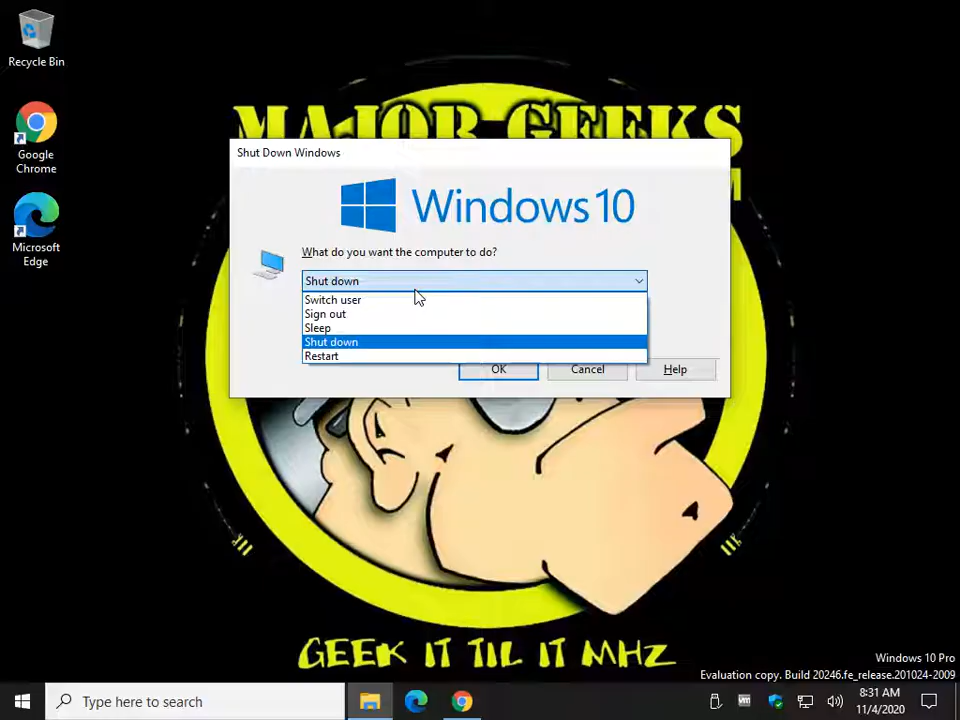 Recycle Bin
Google
Chrome
Microsoft
Edge
MAJOR GEEKS
Shut Down Windows
Windows 10
What do you want the computer to do?
Shut down
Switch user
Sign out
Sleep
Shut down
Restart
OK
Cancel
Help
GEEK IT TIL IT MHZ
Windows 10 Pro
Evaluation copy. Build 20246.fe_release.201024-2009
Type here to search
vm
8:31 AM
11/4/2020